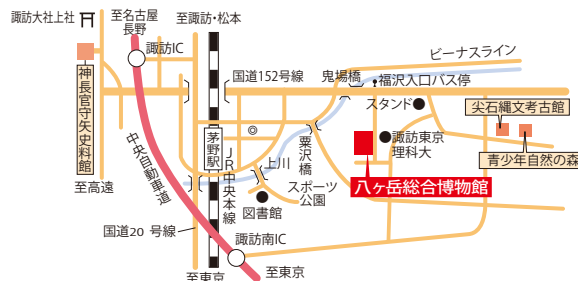 諏訪大社上社
至名古屋
長野
至諏訪・松本
諏訪IC
ビーナスライン
国道152号線
鬼場橋
福沢入口バス停
スタンド
尖石縄文考古館
神長官守矢史料館
茅野駅
粟沢橋
諏訪東京
理科大
青少年自然の森
中央自動車道
JR中央本線
上川
八ヶ岳総合博物館
至高遠
スポーツ
公園
図書館
国道20 号線
諏訪南IC
至東京
至東京